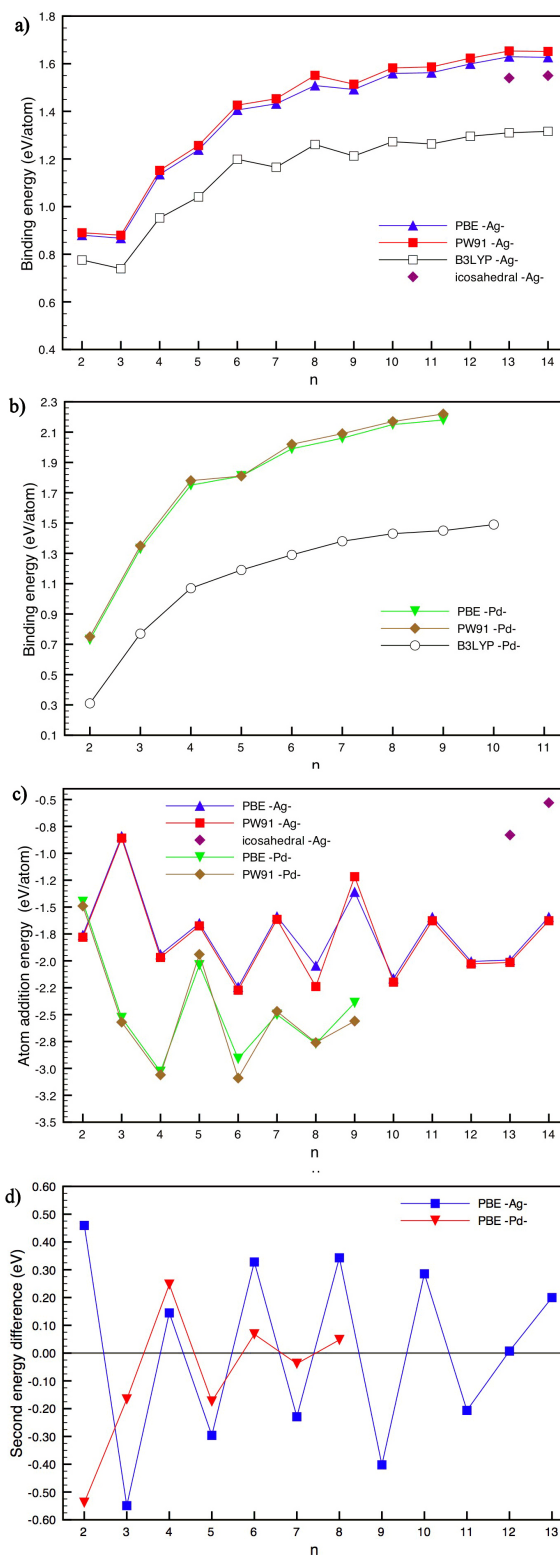 a)
Binding energy (eV/atom)
1.8
1.6
1.4
1.2
1.0
0.8
0.6
0.4
PBE -Ag-
PW91 -Ag-
B3LYP -Ag-
icosahedral -Ag-
2 3 4 5 6 7 8 9 10 11 12 13 14
n
b)
Binding energy (eV/atom)
2.3
2.1
1.7
1.5
1.3
0.9
0.7
0.3
0.1
PBE -Pd-
PW91 -Pd-
B3LYP -Pd-
2 3 4 5 6 7 8 9 10 11
n
c)
Atom addition energy (eV/atom)
-0.5
-0.8
-1.0
-1.2
-1.5
-1.8
-2.0
-2.2
-2.5
-2.8
-3.0
-3.2
-3.5
PBE -Ag-
PW91 -Ag-
icosahedral -Ag-
PBE -Pd-
PW91 -Pd-
2 3 4 5 6 7 8 9 10 11 12 13 14
n
d)
Second energy difference (eV)
0.60
0.50
0.40
0.30
0.20
0.10
0.00
-0.10
-0.20
-0.30
-0.40
-0.50
-0.60
PBE -Ag-
PBE -Pd-
2 3 4 5 6 7 8 9 10 11 12 13
n